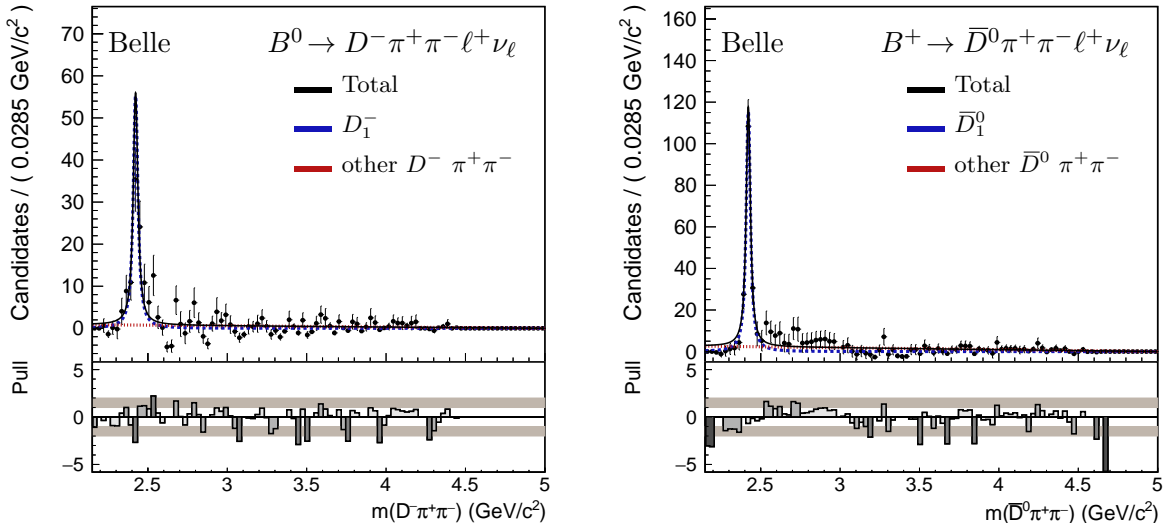 Candidates / ( 0.0285 GeV/c²)
70
60
50
40
30
20
10
0
Belle
B⁰ → D⁻π⁺π⁻ℓ⁺ν_ℓ
Total
D₁⁻
other D⁻ π⁺π⁻
Pull
5
0
−5
2.5 3 3.5 4 4.5 5
m(D⁻π⁺π⁻) (GeV/c²)
Candidates / ( 0.0285 GeV/c²)
160
140
120
100
80
60
40
20
0
Belle
B⁺ → D̅⁰π⁺π⁻ℓ⁺ν_ℓ
Total
D̅₁⁰
other D̅⁰ π⁺π⁻
Pull
5
0
−5
2.5 3 3.5 4 4.5 5
m(D̅⁰π⁺π⁻) (GeV/c²)